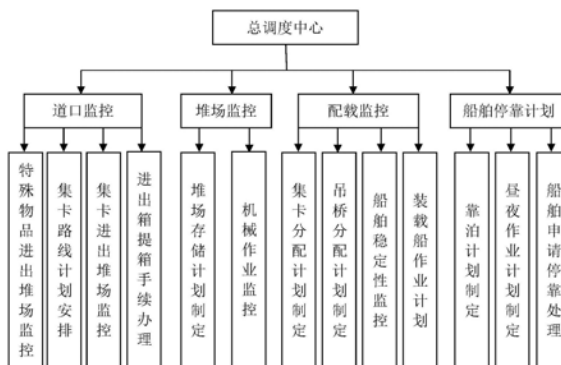 总调度中心
道口监控
堆场监控
配载监控
船舶停靠计划
特殊物品进出堆场监控
集卡路线计划安排
集卡进出堆场监控
进出箱提箱手续办理
堆场存储计划制定
机械作业监控
集卡分配计划制定
吊桥分配计划制定
船舶稳定性监控
装载船作业计划
靠泊计划制定
昼夜作业计划制定
船舶申请停靠处理